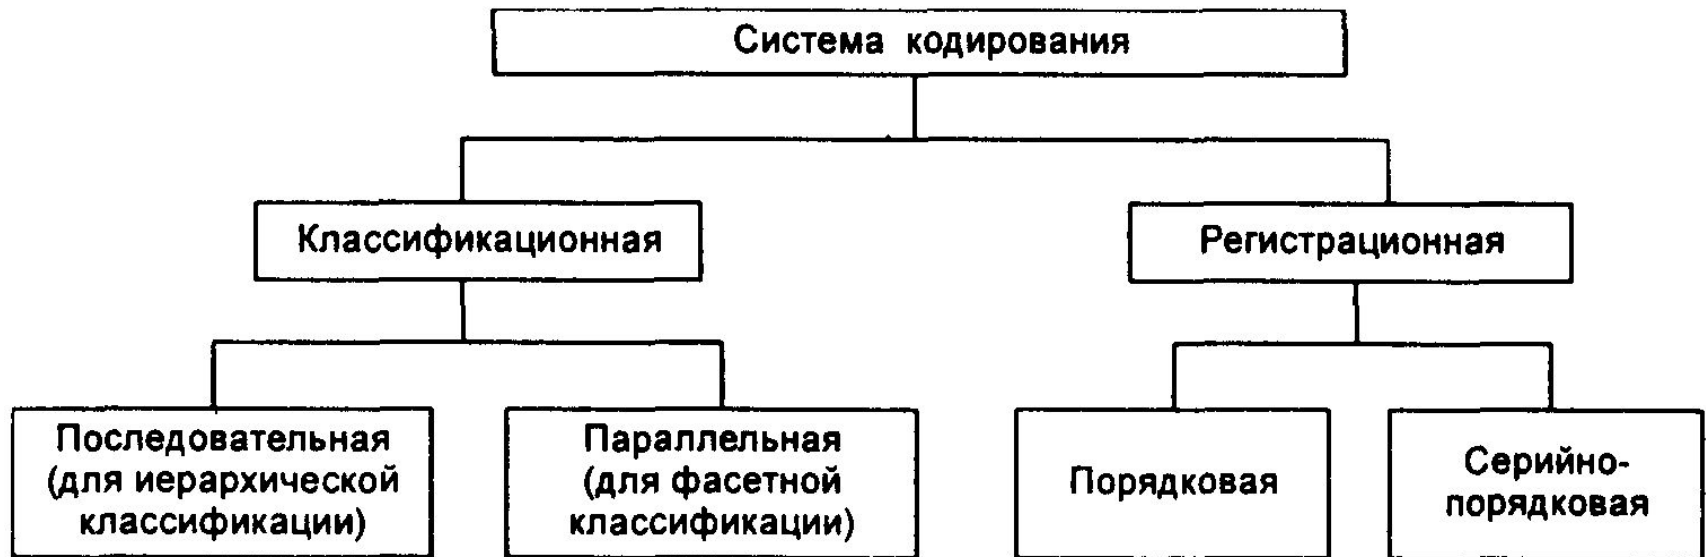 Система кодирования
Классификационная
Регистрационная
Последовательная
(для иерархической
классификации)
Параллельная
(для фасетной
классификации)
Порядковая
Серийно-
порядковая